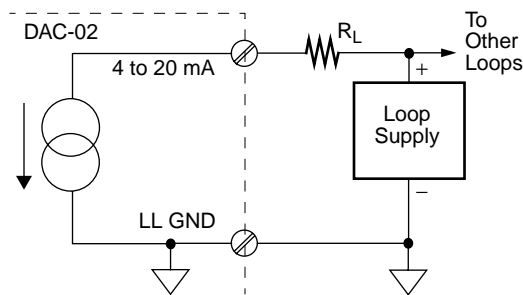 DAC-02
4 to 20 mA
LL GND
RL
To
Other
Loops
+
Loop
Supply
−